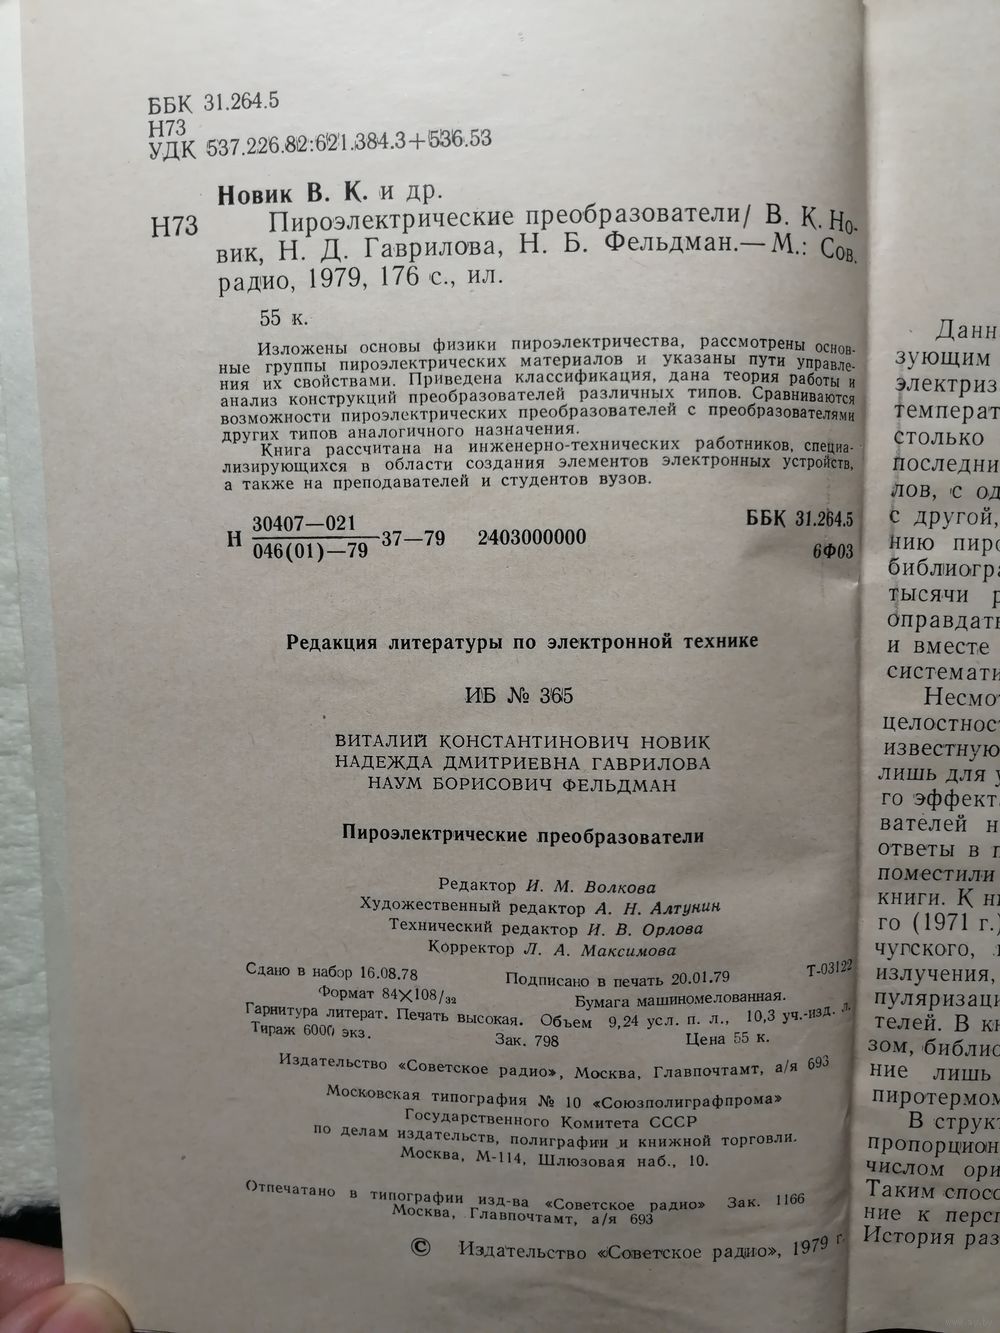 ББК 31.264.5
Н73
УДК 537.226.82:621.384.3+536.53
Новик В. К. и др.
Н73 Пироэлектрические преобразователи/ В. К. Но-
вик, Н. Д. Гаврилова, Н. Б. Фельдман.— М.: Сов.
радио, 1979, 176 с., ил.
55 к.
Изложены основы физики пироэлектричества, рассмотрены основ-
ные группы пироэлектрических материалов и указаны пути управле-
ния их свойствами. Приведена классификация, дана теория работы и
анализ конструкций преобразователей различных типов. Сравниваются
возможности пироэлектрических преобразователей с преобразователями
других типов аналогичного назначения.
Книга рассчитана на инженерно-технических работников, специа-
лизирующихся в области создания элементов электронных устройств,
а также на преподавателей и студентов вузов.
Н 30407—021/046(01)—79 37—79 2403000000 ББК 31.264.5
6Ф03
Редакция литературы по электронной технике
ИБ № 365
ВИТАЛИЙ КОНСТАНТИНОВИЧ НОВИК
НАДЕЖДА ДМИТРИЕВНА ГАВРИЛОВА
НАУМ БОРИСОВИЧ ФЕЛЬДМАН
Пироэлектрические преобразователи
Редактор И. М. Волкова
Художественный редактор А. Н. Алтунин
Технический редактор И. В. Орлова
Корректор Л. А. Максимова
Сдано в набор 16.08.78 Подписано в печать 20.01.79 Т-03122
Формат 84×108/32 Бумага машиномелованная.
Гарнитура литерат. Печать высокая. Объем 9,24 усл. п. л., 10,3 уч.-изд. л.
Тираж 6000 экз. Зак. 798 Цена 55 к.
Издательство «Советское радио», Москва, Главпочтамт, а/я 693
Московская типография № 10 «Союзполиграфпрома»
Государственного Комитета СССР
по делам издательств, полиграфии и книжной торговли.
Москва, М-114, Шлюзовая наб., 10.
Отпечатано в типографии изд-ва «Советское радио» Зак. 1166
Москва, Главпочтамт, а/я 693
© Издательство «Советское радио», 1979 г.
Данн
зующим
электриз
температ
столько
последни
лов, с од
с другой,
нию пиро
библиогра
тысячи р
оправдать
и вместе
системати
Несмот
целостнос
известную
лишь для у
го эффект
вателей н
ответы в п
поместили
книги. К н
го (1971 г.)
чугского,
излучения,
пуляризаци
телей. В кн
зом, библио
ние лишь
пиротермом
В структ
пропорцион
числом ори
Таким спосо
ние к персп
История раз